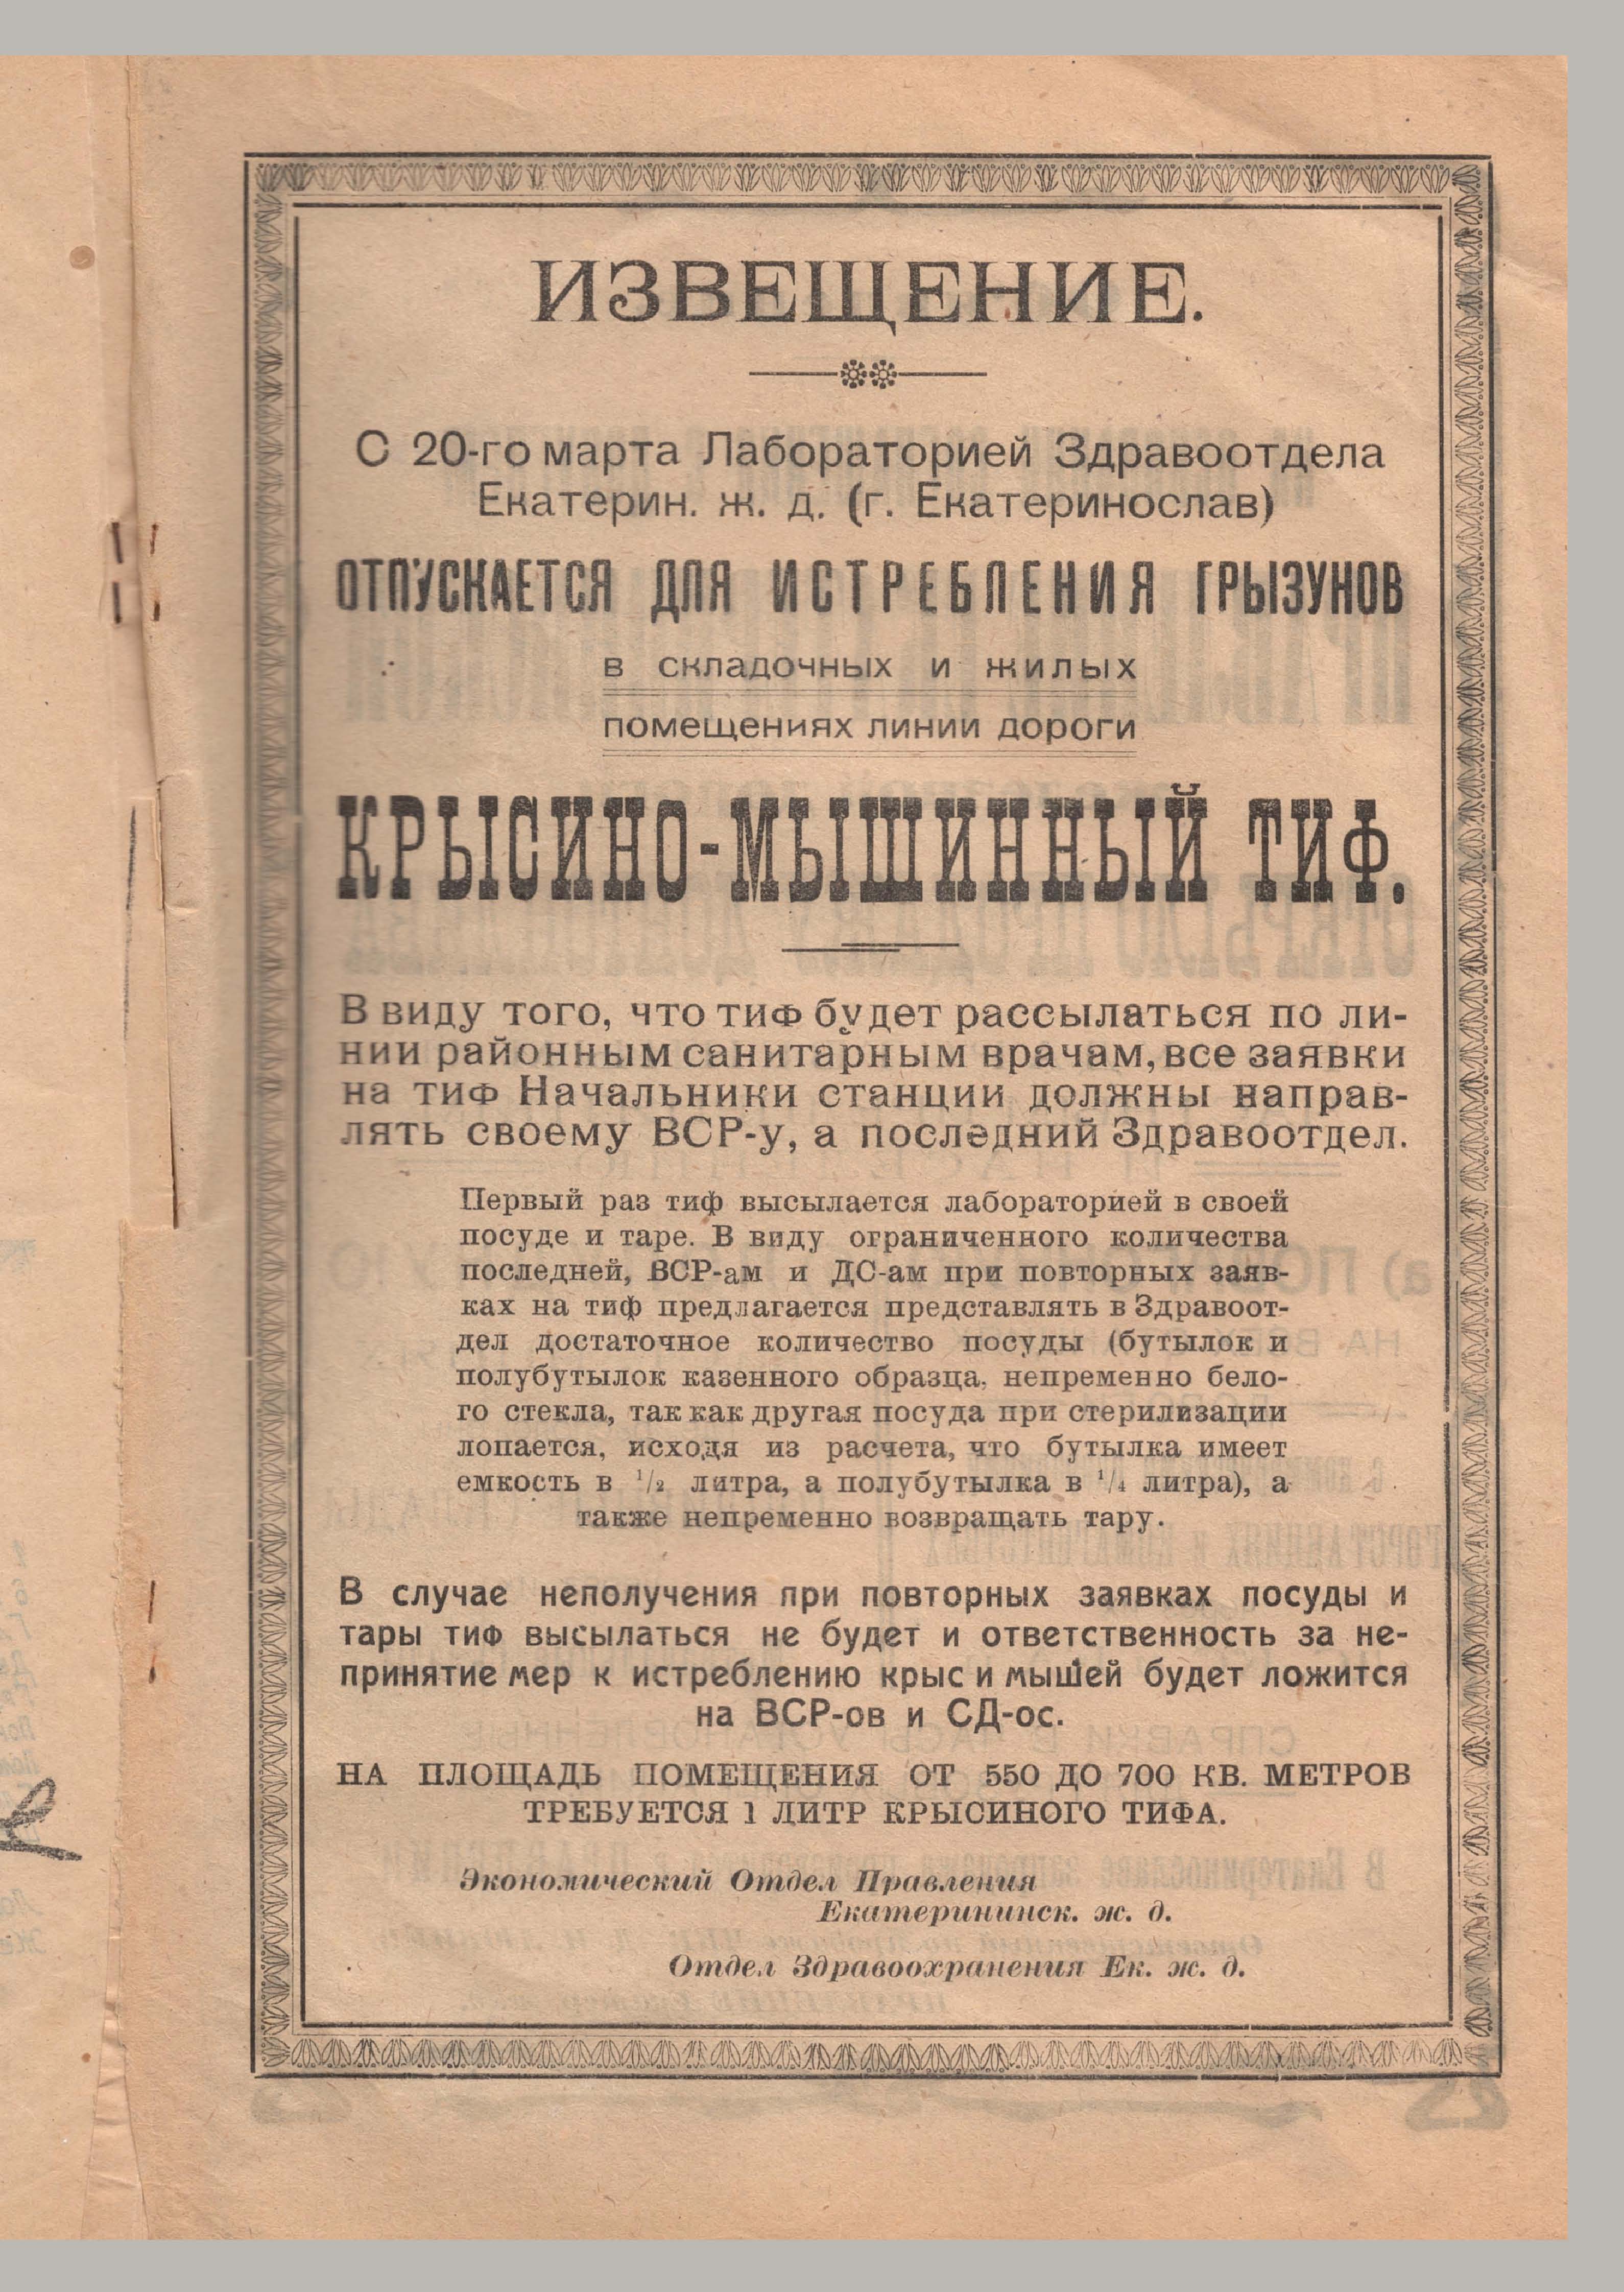 ИЗВЕЩЕНИЕ.
С 20-го марта Лабораторией Здравоотдела
Екатерин. ж. д. (г. Екатеринослав)
ОТПУСКАЕТСЯ ДЛЯ ИСТРЕБЛЕНИЯ ГРЫЗУНОВ
в складочных и жилых
помещениях линии дороги
КРЫСИНО-МЫШИННЫЙ ТИФ.
В виду того, что тиф будет рассылаться по ли-
нии районным санитарным врачам, все заявки
на тиф Начальники станции должны направ-
лять своему ВСР-у, а последний Здравоотдел.
Первый раз тиф высылается лабораторией в своей
посуде и таре. В виду ограниченного количества
последней, ВСР-ам и ДС-ам при повторных заяв-
ках на тиф предлагается представлять в Здравоот-
дел достаточное количество посуды (бутылок и
полубутылок казенного образца, непременно бело-
го стекла, так как другая посуда при стерилизации
лопается, исходя из расчета, что бутылка имеет
емкость в 1/2 литра, а полубутылка в 1/4 литра), а
также непременно возвращать тару.
В случае неполучения при повторных заявках посуды и
тары тиф высылаться не будет и ответственность за не-
принятие мер к истреблению крыс и мышей будет ложится
на ВСР-ов и СД-ос.
НА ПЛОЩАДЬ ПОМЕЩЕНИЯ ОТ 550 ДО 700 КВ. МЕТРОВ
ТРЕБУЕТСЯ 1 ЛИТР КРЫСИНОГО ТИФА.
Экономический Отдел Правления
Екатерининск. ж. д.
Отдел Здравоохранения Ек. ж. д.